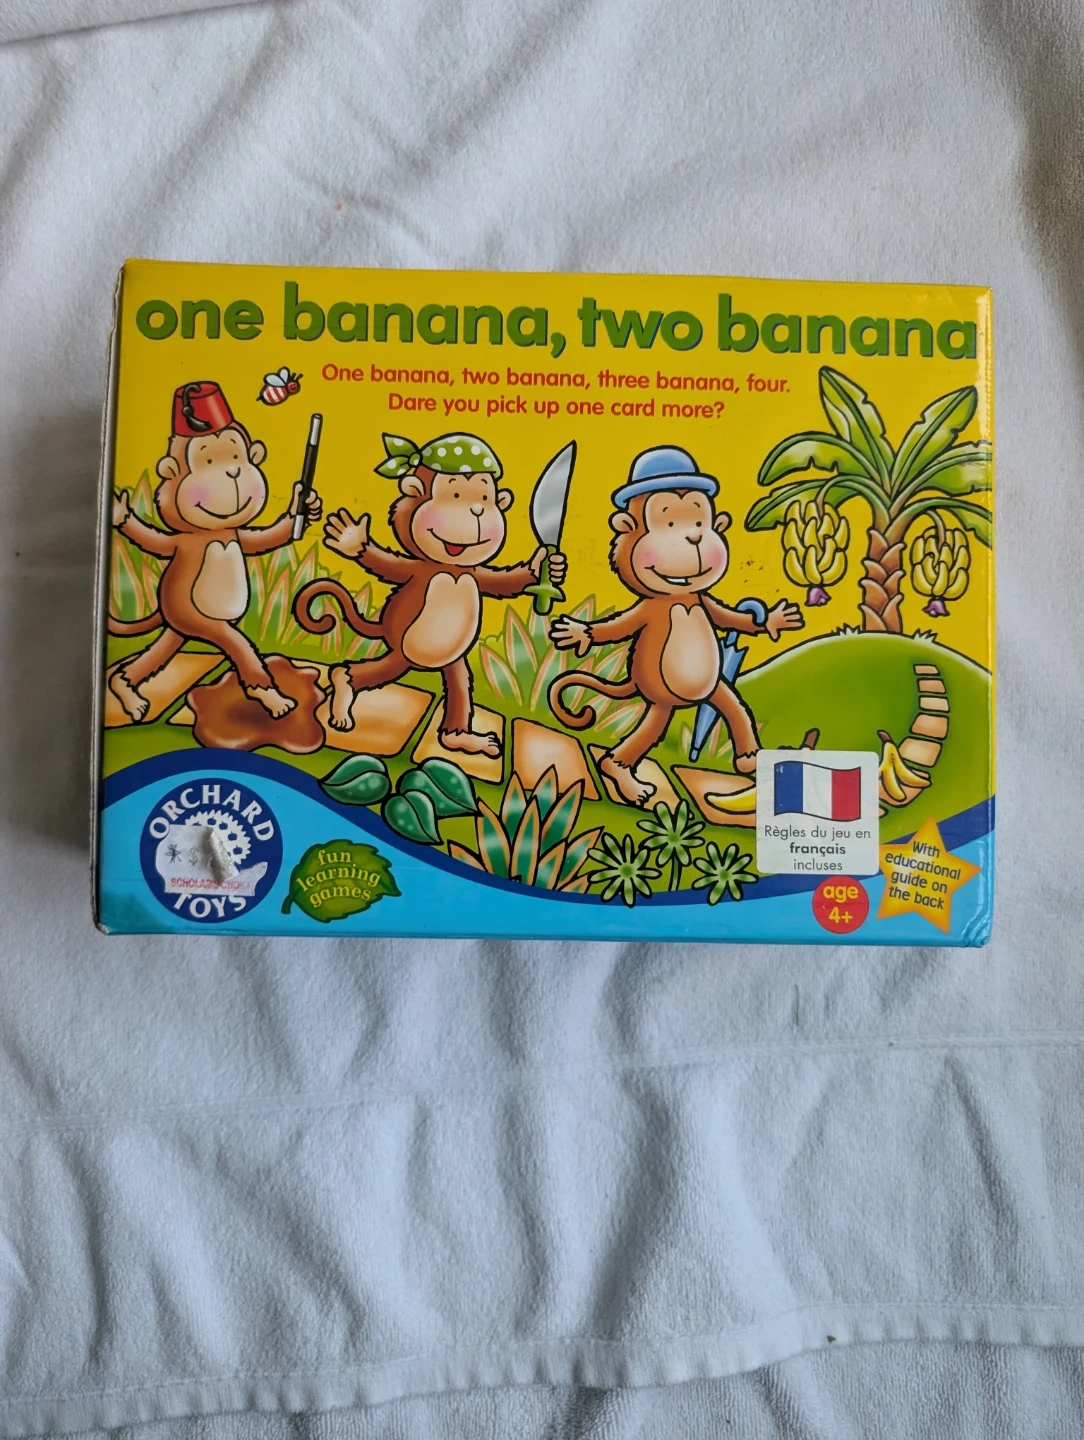 one banana, two banana
One banana, two banana, three banana, four.
Dare you pick up one card more?
ORCHARD
TOYS
fun
learning
games
Règles du jeu en
français
incluses
age
4+
With
educational
guide on
the back